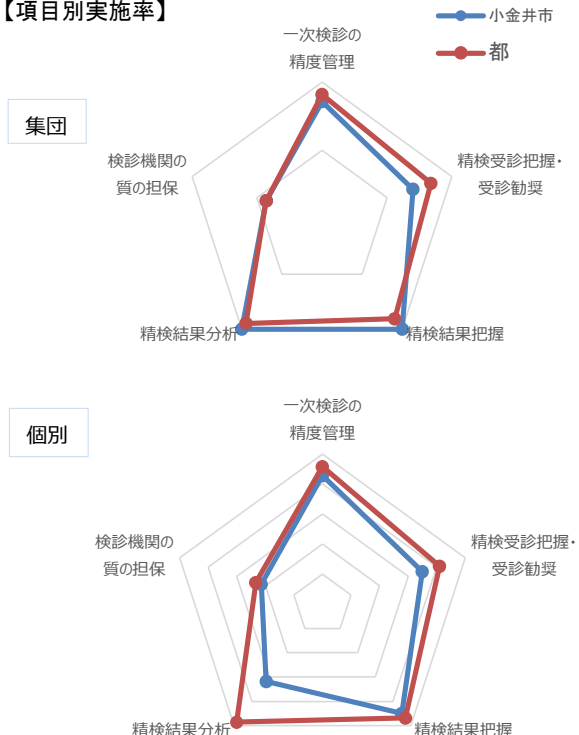 【項目別実施率】
小金井市
都
集団
一次検診の
精度管理
精検受診把握・
受診勧奨
精検結果把握
精検結果分析
検診機関の
質の担保
個別
一次検診の
精度管理
精検受診把握・
受診勧奨
精検結果把握
精検結果分析
検診機関の
質の担保